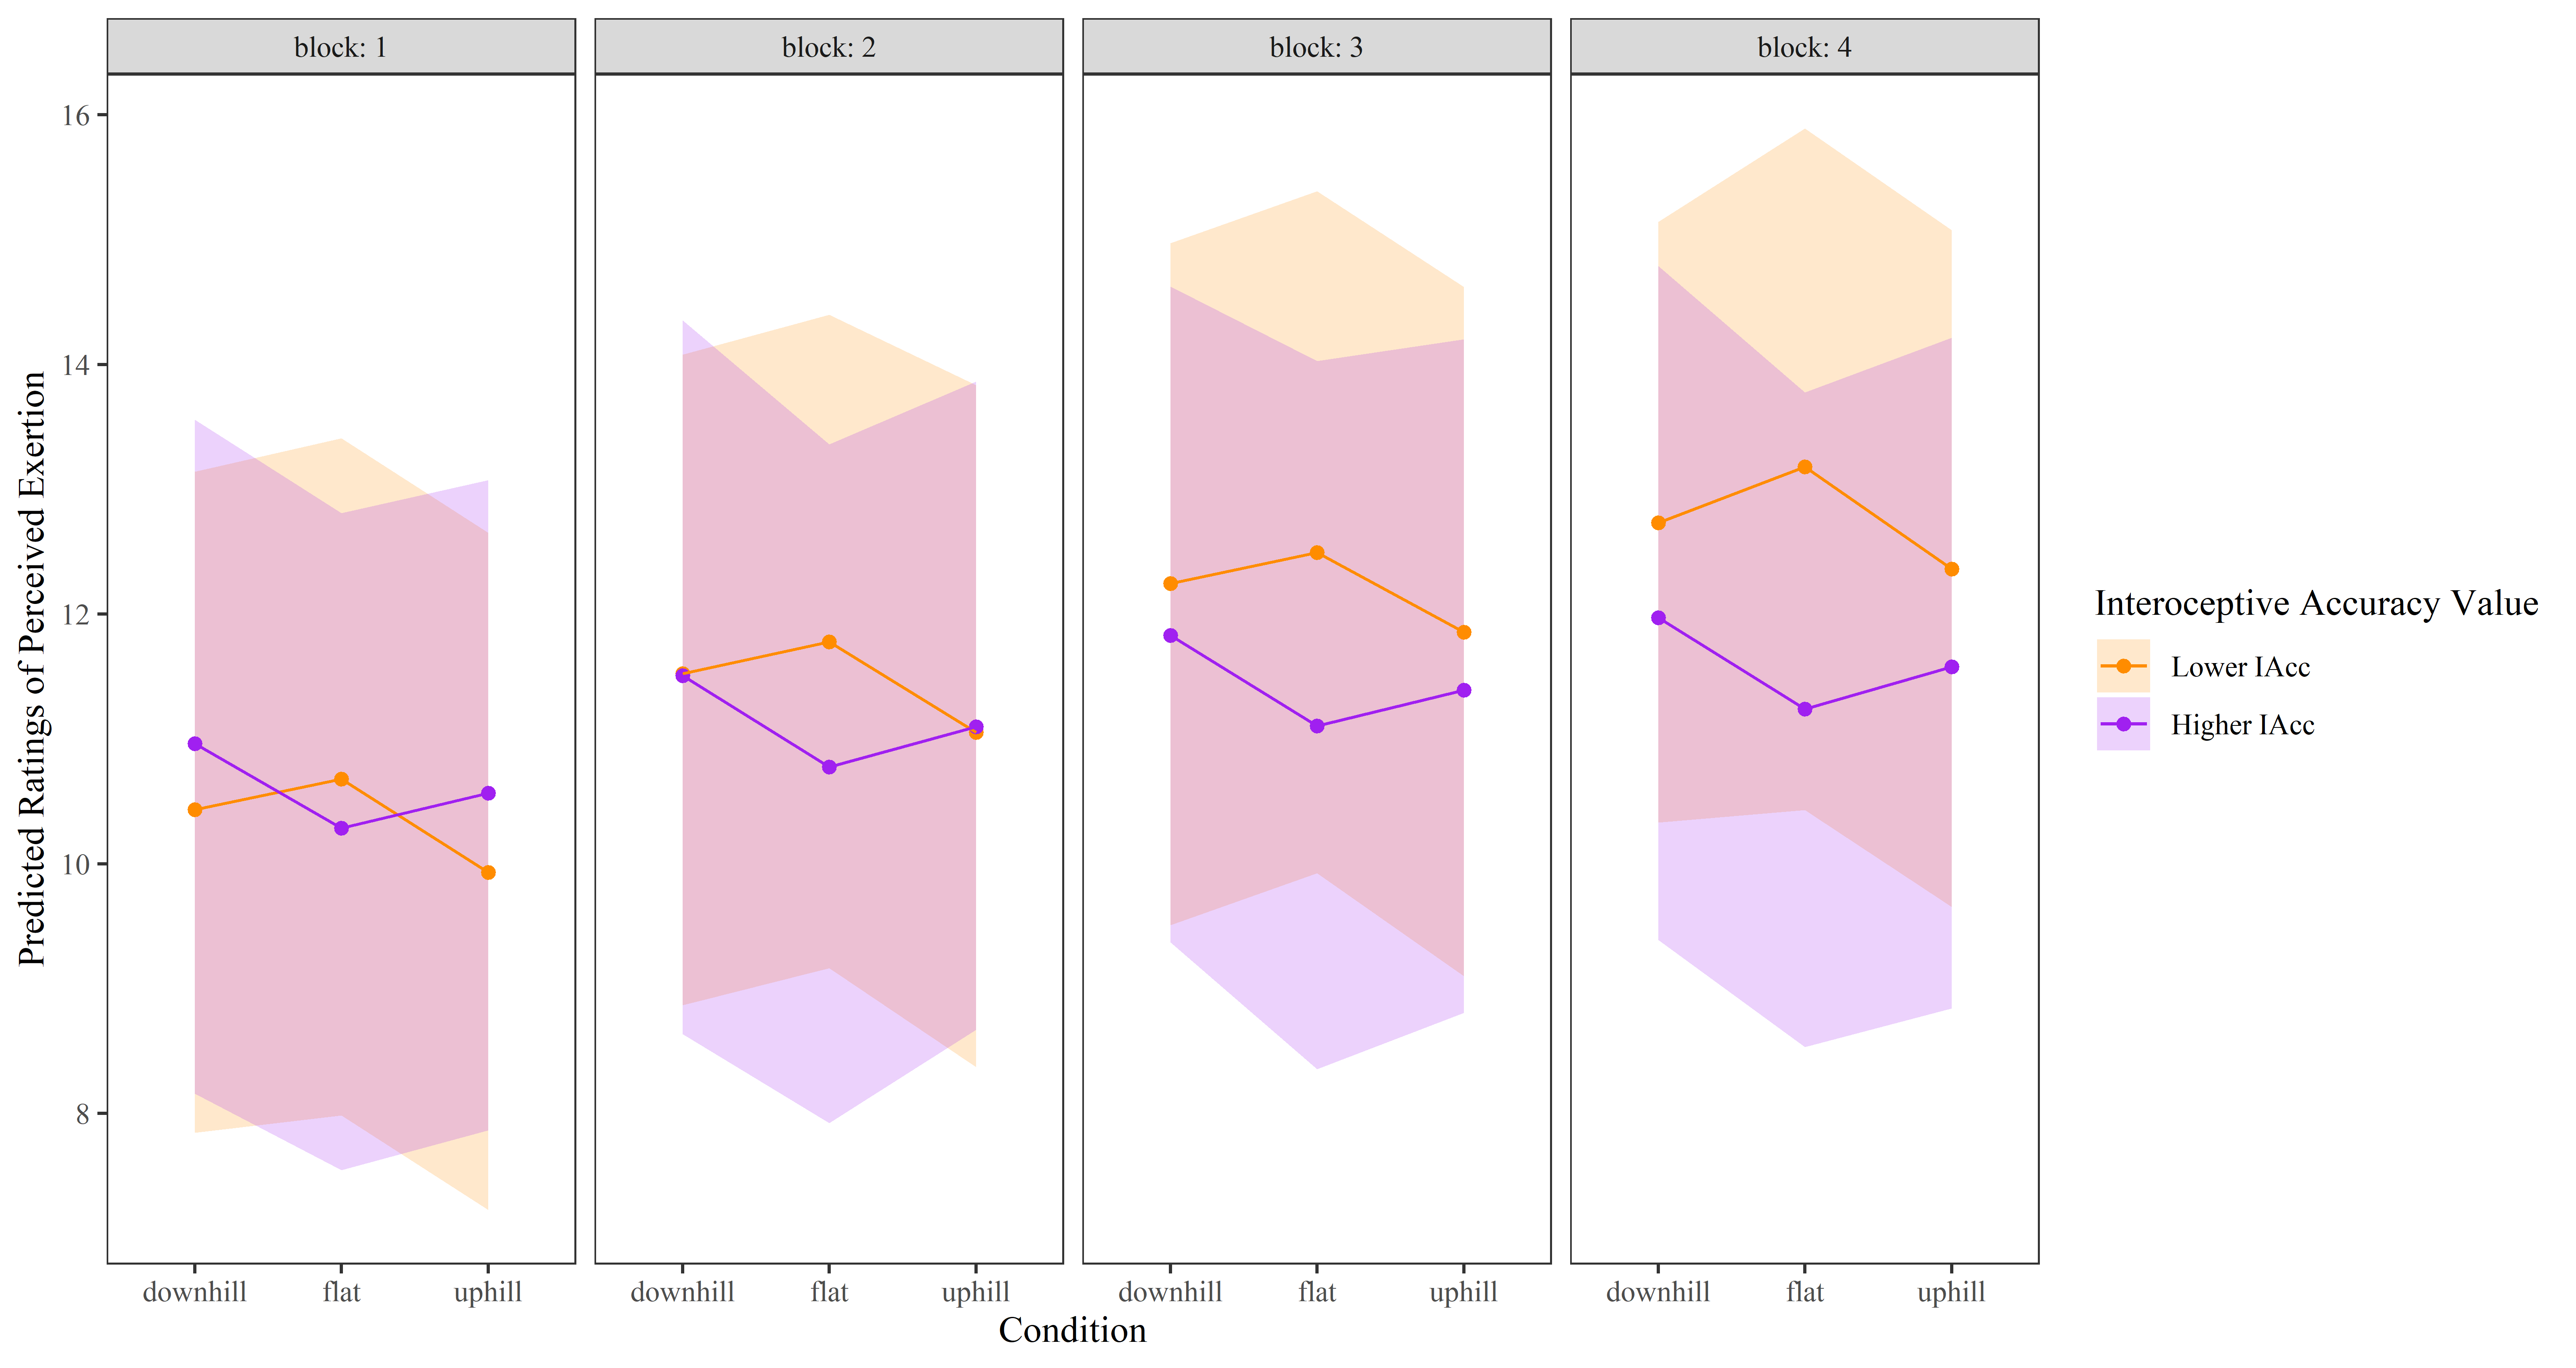 block: 1
block: 2
block: 3
block: 4
Predicted Ratings of Perceived Exertion
16
14
12
10
8
downhill flat uphill
downhill flat uphill
downhill flat uphill
downhill flat uphill
Condition
Interoceptive Accuracy Value
Lower IAcc
Higher IAcc